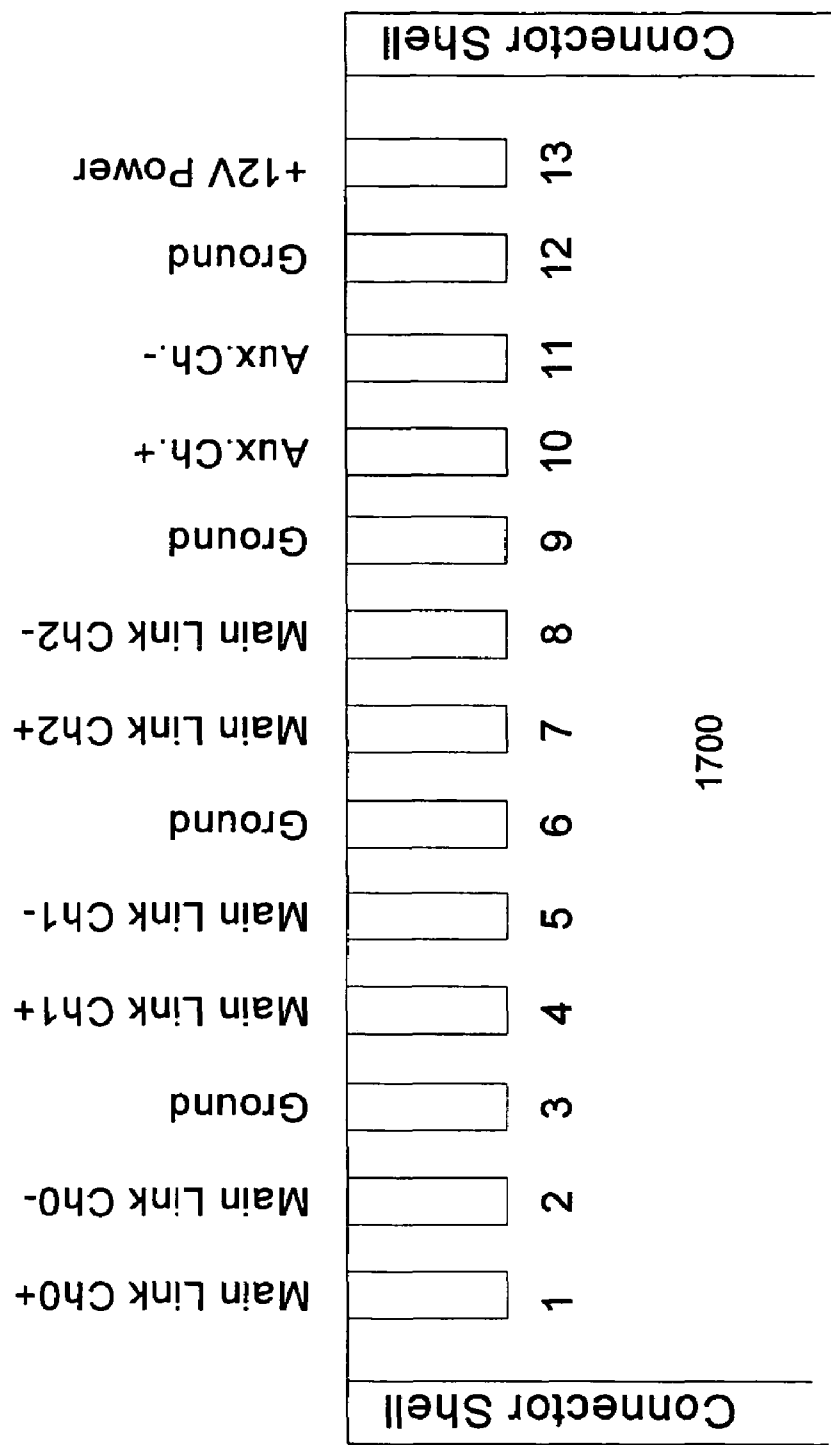 Connector Shell
+12V Power
13
Ground
12
Aux.Ch.-
11
Aux.Ch.+
10
Ground
9
Main Link Ch2-
8
Main Link Ch2+
7
Ground
6
Main Link Ch1-
5
Main Link Ch1+
4
Ground
3
Main Link Ch0-
2
Main Link Ch0+
1
Connector Shell
1700